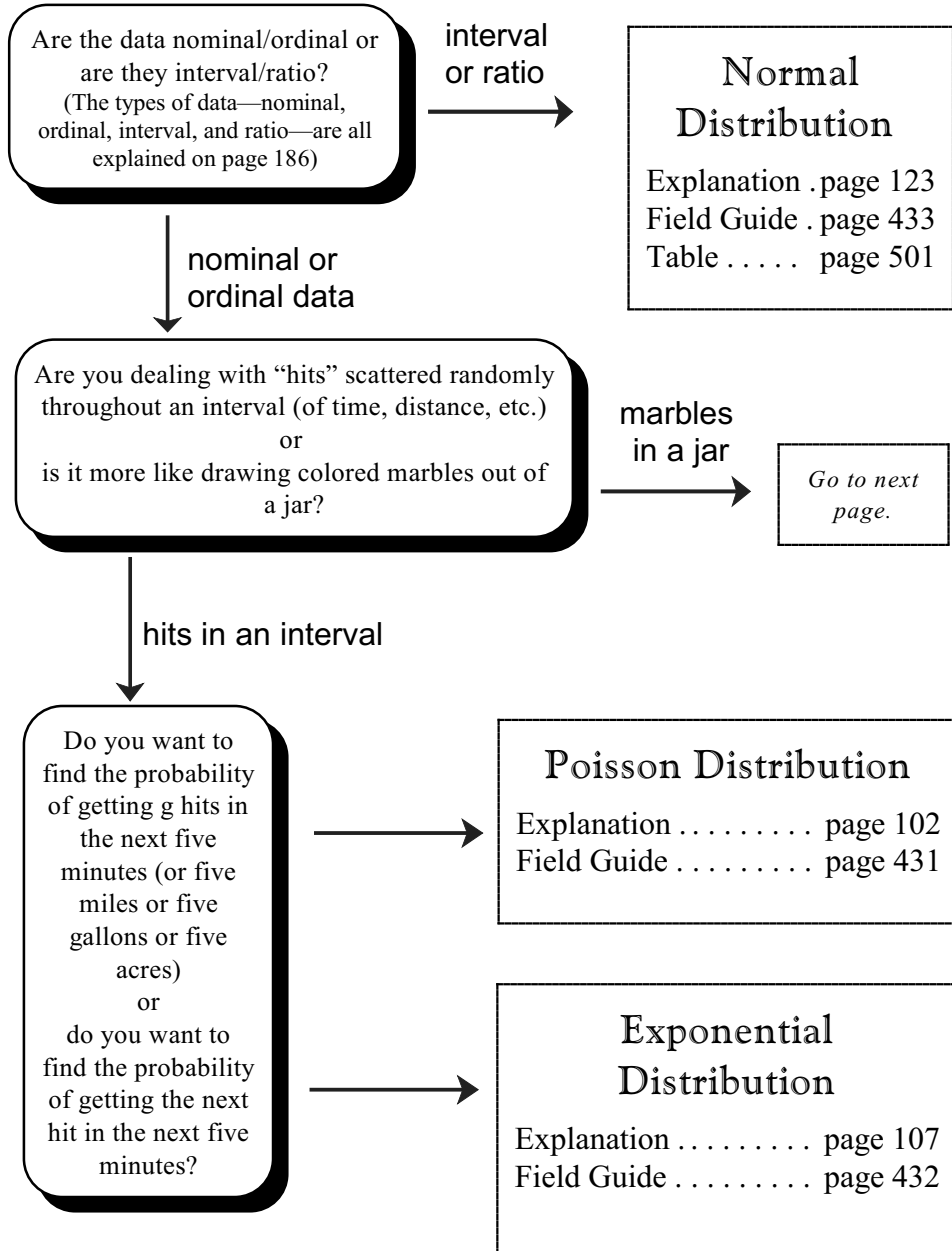 Are the data nominal/ordinal or
are they interval/ratio?
(The types of data—nominal,
ordinal, interval, and ratio—are all
explained on page 186)
interval
or ratio
Normal
Distribution
Explanation . page 123
Field Guide . page 433
Table . . . . . page 501
nominal or
ordinal data
Are you dealing with “hits” scattered randomly
throughout an interval (of time, distance, etc.)
or
is it more like drawing colored marbles out of
a jar?
marbles
in a jar
Go to next
page.
hits in an interval
Do you want to
find the probability
of getting g hits in
the next five
minutes (or five
miles or five
gallons or five
acres)
or
do you want to
find the probability
of getting the next
hit in the next five
minutes?
Poisson Distribution
Explanation . . . . . . . . . page 102
Field Guide . . . . . . . . . page 431
Exponential
Distribution
Explanation . . . . . . . . . page 107
Field Guide . . . . . . . . . page 432